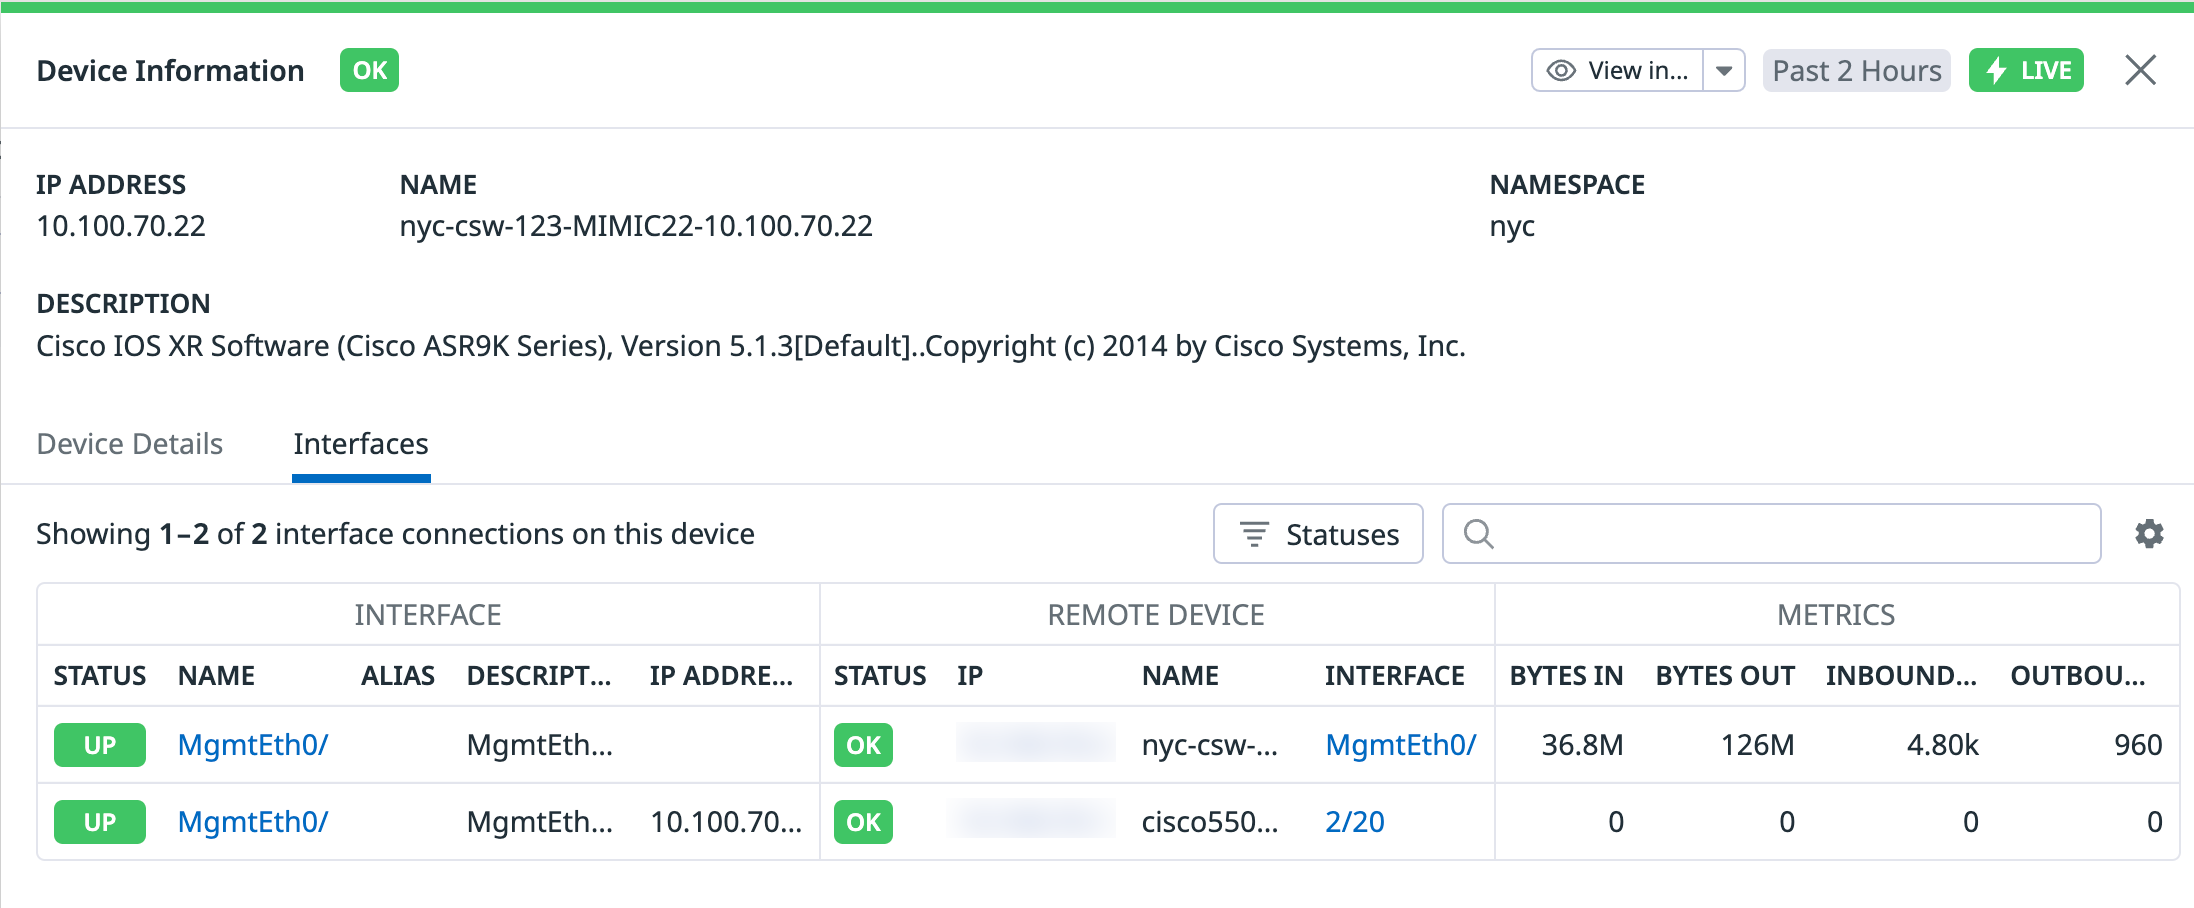 Device Information OK View in... Past 2 Hours LIVE
IP ADDRESS NAME NAMESPACE
10.100.70.22 nyc-csw-123-MIMIC22-10.100.70.22 nyc
DESCRIPTION
Cisco IOS XR Software (Cisco ASR9K Series), Version 5.1.3[Default]..Copyright (c) 2014 by Cisco Systems, Inc.
Device Details Interfaces
Showing 1–2 of 2 interface connections on this device Statuses
INTERFACE REMOTE DEVICE METRICS
STATUS NAME ALIAS DESCRIPT... IP ADDRE... STATUS IP NAME INTERFACE BYTES IN BYTES OUT INBOUND... OUTBOU...
UP MgmtEth0/ MgmtEth... OK nyc-csw-... MgmtEth0/ 36.8M 126M 4.80k 960
UP MgmtEth0/ MgmtEth... 10.100.70... OK cisco550... 2/20 0 0 0 0